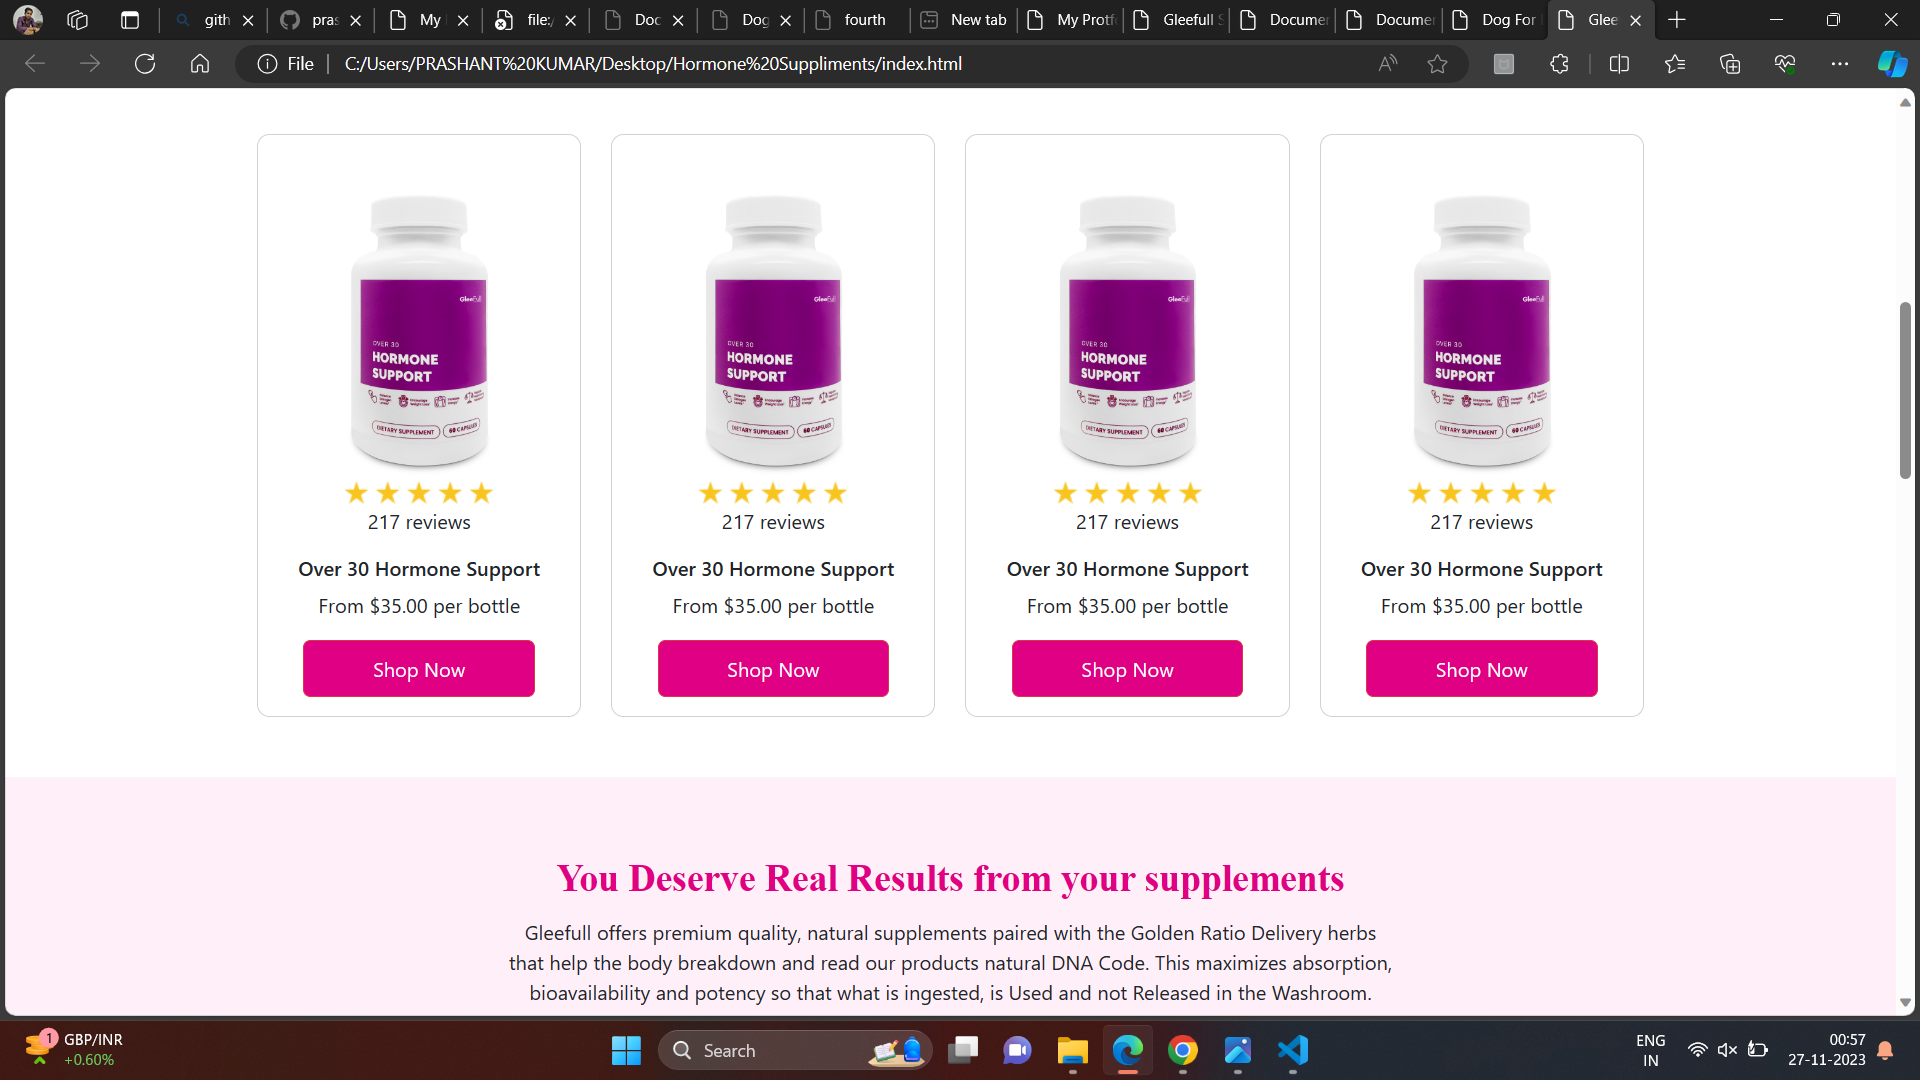 gith
pras
My
file:
Doc
Dog
fourth
New tab
My Protf
Gleefull S
Documen
Documen
Dog For
Glee
File
C:/Users/PRASHANT%20KUMAR/Desktop/Hormone%20Suppliments/index.html
GleeFull GleeFull GleeFull GleeFull
OVER 30 OVER 30 OVER 30 OVER 30
HORMONE HORMONE HORMONE HORMONE
SUPPORT SUPPORT SUPPORT SUPPORT
DIETARY SUPPLEMENT 60 CAPSULES DIETARY SUPPLEMENT 60 CAPSULES DIETARY SUPPLEMENT 60 CAPSULES DIETARY SUPPLEMENT 60 CAPSULES
217 reviews 217 reviews 217 reviews 217 reviews
Over 30 Hormone Support Over 30 Hormone Support Over 30 Hormone Support Over 30 Hormone Support
From $35.00 per bottle From $35.00 per bottle From $35.00 per bottle From $35.00 per bottle
Shop Now Shop Now Shop Now Shop Now
You Deserve Real Results from your supplements
Gleefull offers premium quality, natural supplements paired with the Golden Ratio Delivery herbs
that help the body breakdown and read our products natural DNA Code. This maximizes absorption,
bioavailability and potency so that what is ingested, is Used and not Released in the Washroom.
1
GBP/INR
+0.60%
Search
ENG
IN
00:57
27-11-2023